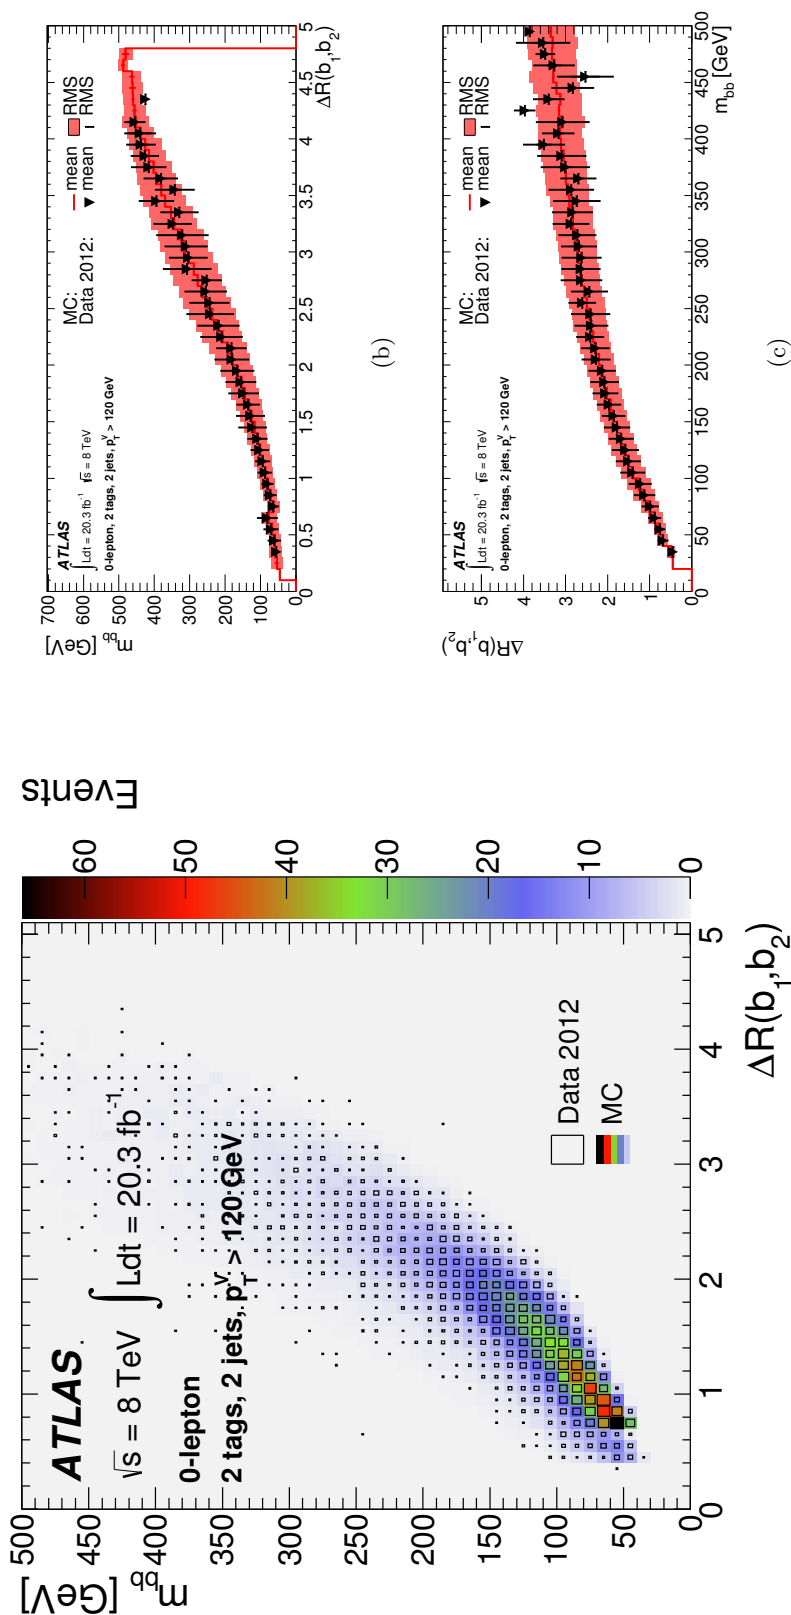 500
450
400
350
300
250
200
150
100
50
m_bb [GeV]
ATLAS
√s = 8 TeV ∫ Ldt = 20.3 fb⁻¹
0-lepton
2 tags, 2 jets, p_T^V > 120 GeV
Data 2012
MC
0
1
2
3
4
5
ΔR(b₁,b₂)
Events
60
50
40
30
20
10
0
700
600
500
400
300
200
100
0
m_bb [GeV]
ATLAS
∫ Ldt = 20.3 fb⁻¹ √s = 8 TeV
0-lepton, 2 tags, 2 jets, p_T^V > 120 GeV
MC: mean RMS
Data 2012: mean RMS
0
0.5
1
1.5
2
2.5
3
3.5
4
4.5
5
ΔR(b₁,b₂)
(b)
5
4
3
2
1
0
ΔR(b₁,b₂)
ATLAS
∫ Ldt = 20.3 fb⁻¹ √s = 8 TeV
0-lepton, 2 tags, 2 jets, p_T^V > 120 GeV
MC: mean RMS
Data 2012: mean RMS
0
50
100
150
200
250
300
350
400
450
500
m_bb [GeV]
(c)